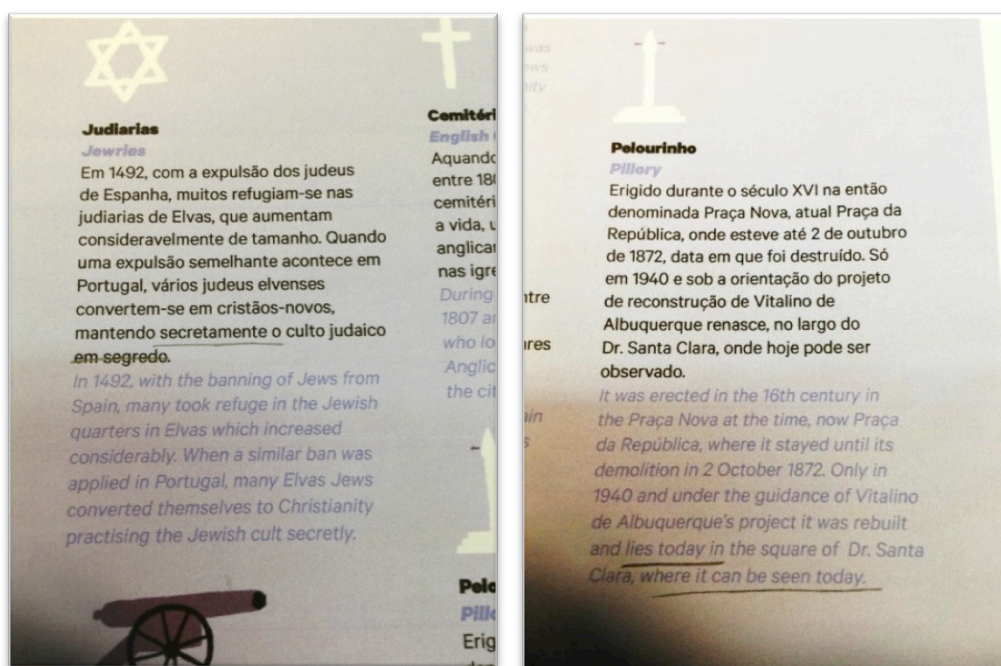 Judiarias
Jewries
Em 1492, com a expulsão dos judeus
de Espanha, muitos refugiam-se nas
judiarias de Elvas, que aumentam
consideravelmente de tamanho. Quando
uma expulsão semelhante acontece em
Portugal, vários judeus elvenses
convertem-se em cristãos-novos,
mantendo secretamente o culto judaico
em segredo.
In 1492, with the banning of Jews from
Spain, many took refuge in the Jewish
quarters in Elvas which increased
considerably. When a similar ban was
applied in Portugal, many Elvas Jews
converted themselves to Christianity
practising the Jewish cult secretly.
Cemitéri
English
Aquando
entre 180
cemitéri
a vida, u
anglican
nas igre
During
1807 a
who lo
Anglic
the cit
Pelo
Pillo
Erig
was
ews
nity
ntre
ares
ain
s
Pelourinho
Pillory
Erigido durante o século XVI na então
denominada Praça Nova, atual Praça da
República, onde esteve até 2 de outubro
de 1872, data em que foi destruído. Só
em 1940 e sob a orientação do projeto
de reconstrução de Vitalino de
Albuquerque renasce, no largo do
Dr. Santa Clara, onde hoje pode ser
observado.
It was erected in the 16th century in
the Praça Nova at the time, now Praça
da República, where it stayed until its
demolition in 2 October 1872. Only in
1940 and under the guidance of Vitalino
de Albuquerque's project it was rebuilt
and lies today in the square of Dr. Santa
Clara, where it can be seen today.